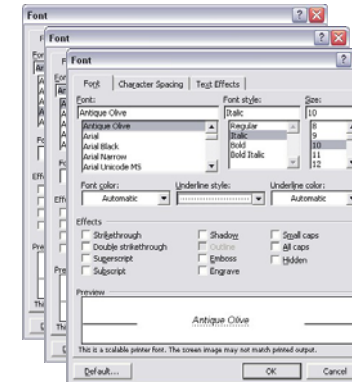 Font
Font
Font
Font Character Spacing Text Effects
Font: Font style: Size:
Antique Olive Italic 10
Antique Olive Regular 8
Arial Italic 9
Arial Black Bold 10
Arial Narrow Bold Italic 11
Arial Unicode MS 12
Font color: Underline style: Underline color:
Automatic Automatic
Effects
Strikethrough Shadow Small caps
Double strikethrough Outline All caps
Superscript Emboss Hidden
Subscript Engrave
Preview
Antique Olive
This is a scalable printer font. The screen image may not match printed output.
Default... OK Cancel